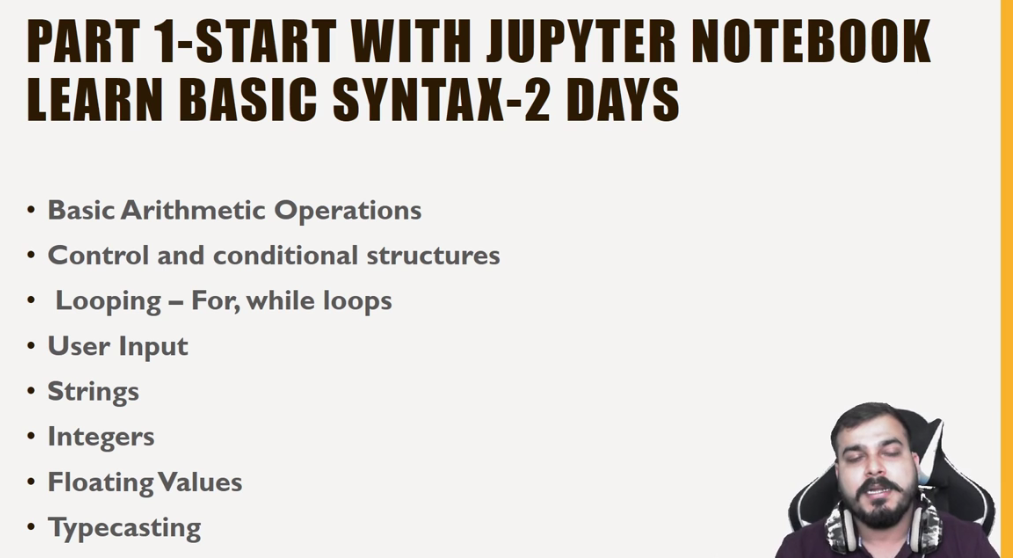 PART 1-START WITH JUPYTER NOTEBOOK
LEARN BASIC SYNTAX-2 DAYS
• Basic Arithmetic Operations
• Control and conditional structures
• Looping – For, while loops
• User Input
• Strings
• Integers
• Floating Values
• Typecasting